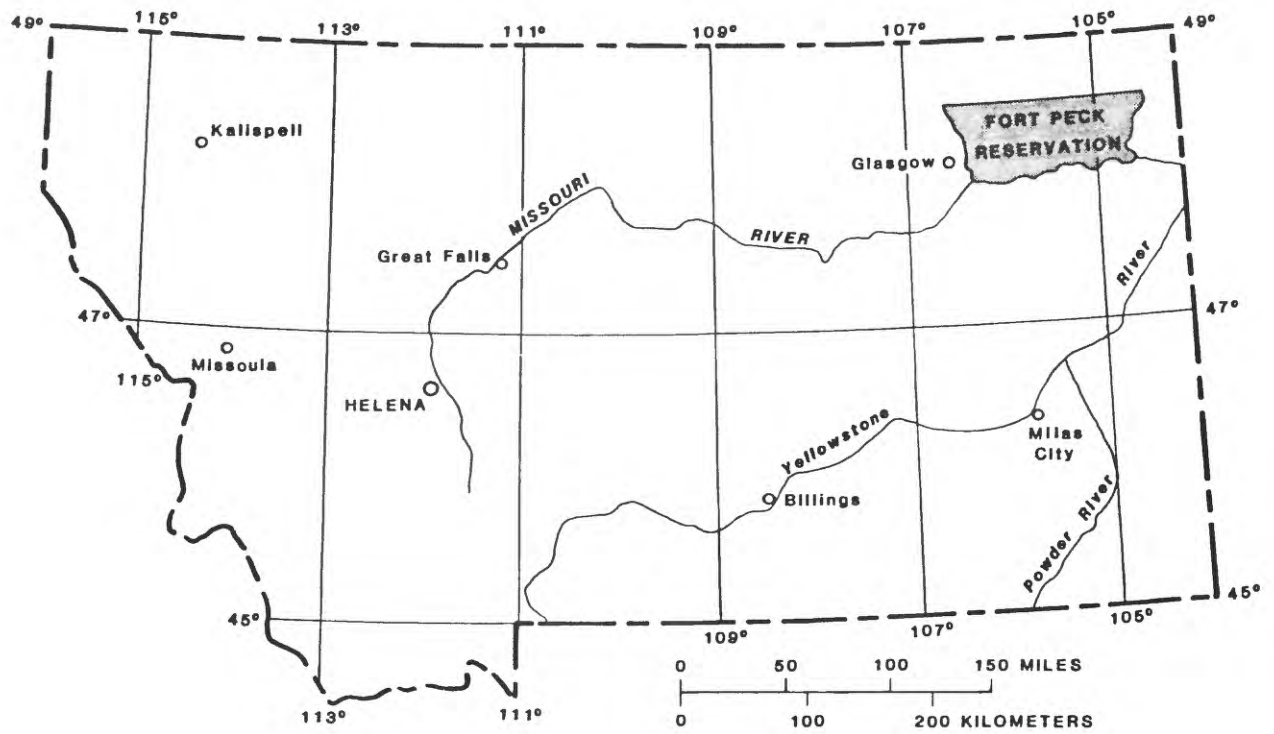 49° 115° 113° 111° 109° 107° 105° 49°
Kalispell
FORT PECK
RESERVATION
Glasgow
MISSOURI
RIVER
Great Falls
River
47° 47°
Missoula
115°
HELENA
Milas
City
Yellowstone
Billings
Powder River
45° 45°
109° 107° 105°
113° 111°
0 50 100 150 MILES
0 100 200 KILOMETERS